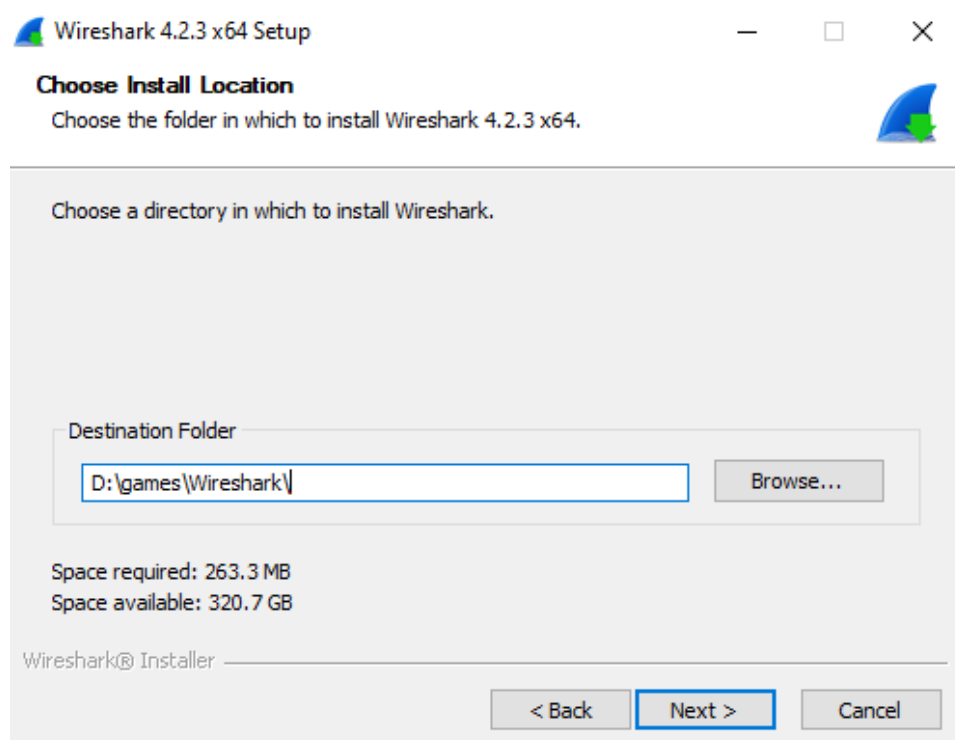 Wireshark 4.2.3 x64 Setup
Choose Install Location
Choose the folder in which to install Wireshark 4.2.3 x64.
Choose a directory in which to install Wireshark.
Destination Folder
D:\games\Wireshark\
Browse...
Space required: 263.3 MB
Space available: 320.7 GB
Wireshark® Installer
< Back
Next >
Cancel